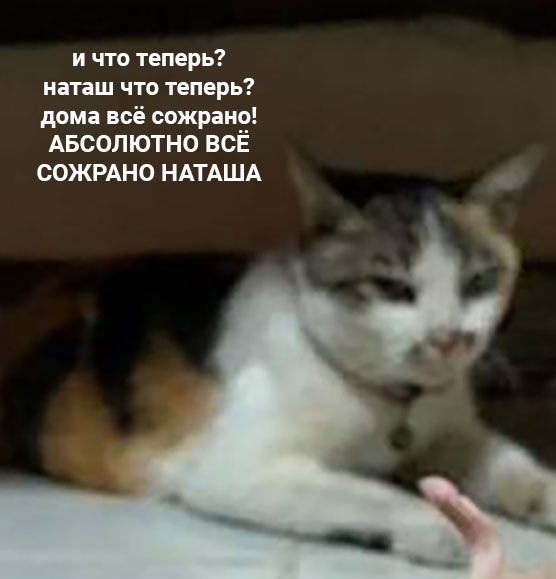 и что теперь?
наташ что теперь?
дома всё сожрано!
АБСОЛЮТНО ВСЁ
СОЖРАНО НАТАША